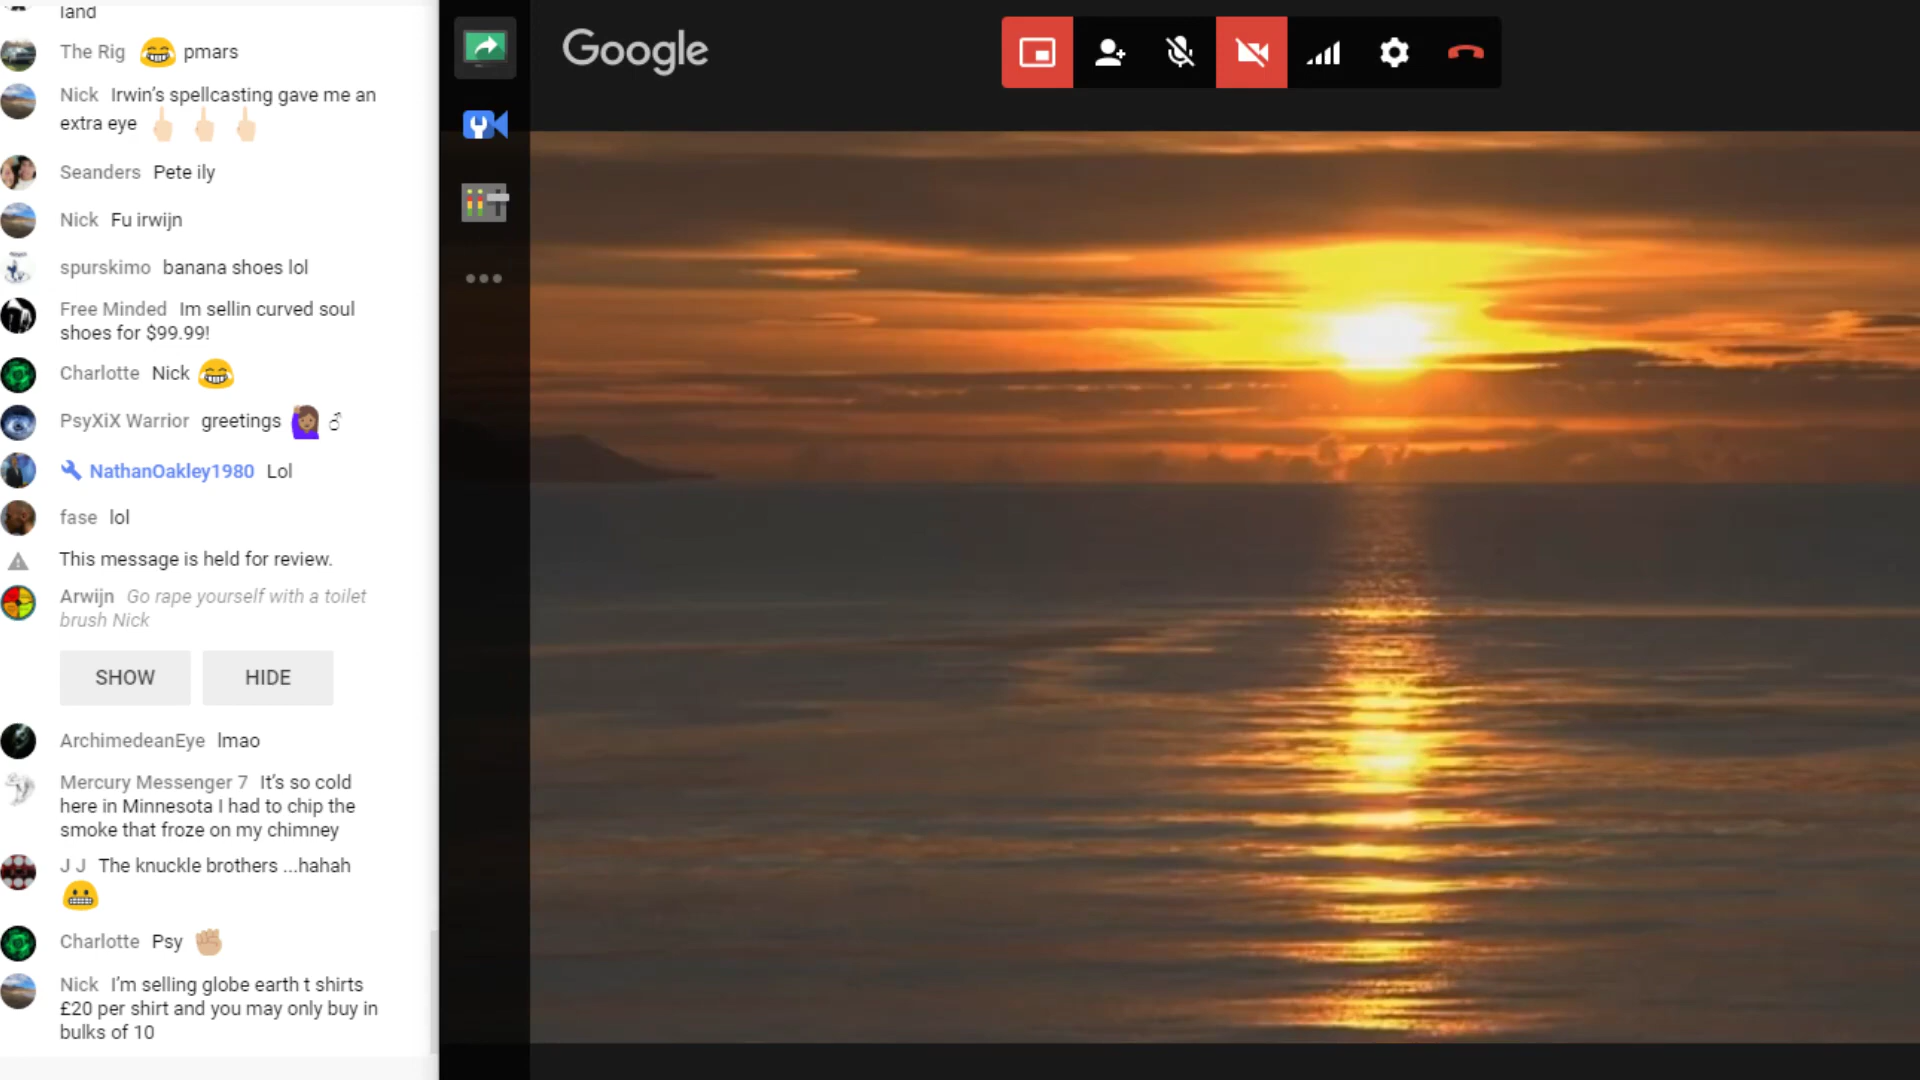 land
The Rig 😂 pmars
Nick Irwin’s spellcasting gave me an
extra eye 🖕🏻 🖕🏻 🖕🏻
Seanders Pete ily
Nick Fu irwijn
spurskimo banana shoes lol
Free Minded Im sellin curved soul
shoes for $99.99!
Charlotte Nick 😂
PsyXiX Warrior greetings 🙋🏽 ♂
NathanOakley1980 Lol
fase lol
This message is held for review.
Arwijn Go rape yourself with a toilet
brush Nick
SHOW HIDE
ArchimedeanEye lmao
Mercury Messenger 7 It’s so cold
here in Minnesota I had to chip the
smoke that froze on my chimney
J J The knuckle brothers ...hahah
😬
Charlotte Psy ✊🏼
Nick I’m selling globe earth t shirts
£20 per shirt and you may only buy in
bulks of 10
Google